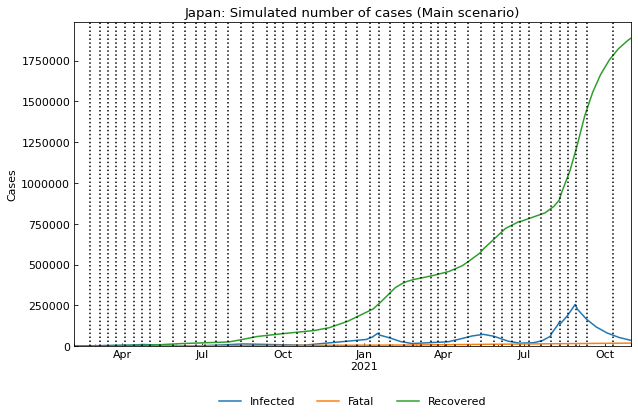 Japan: Simulated number of cases (Main scenario)
Cases
1750000
1500000
1250000
1000000
750000
500000
250000
0
Apr Jul Oct Jan Apr Jul Oct
2021
Infected Fatal Recovered